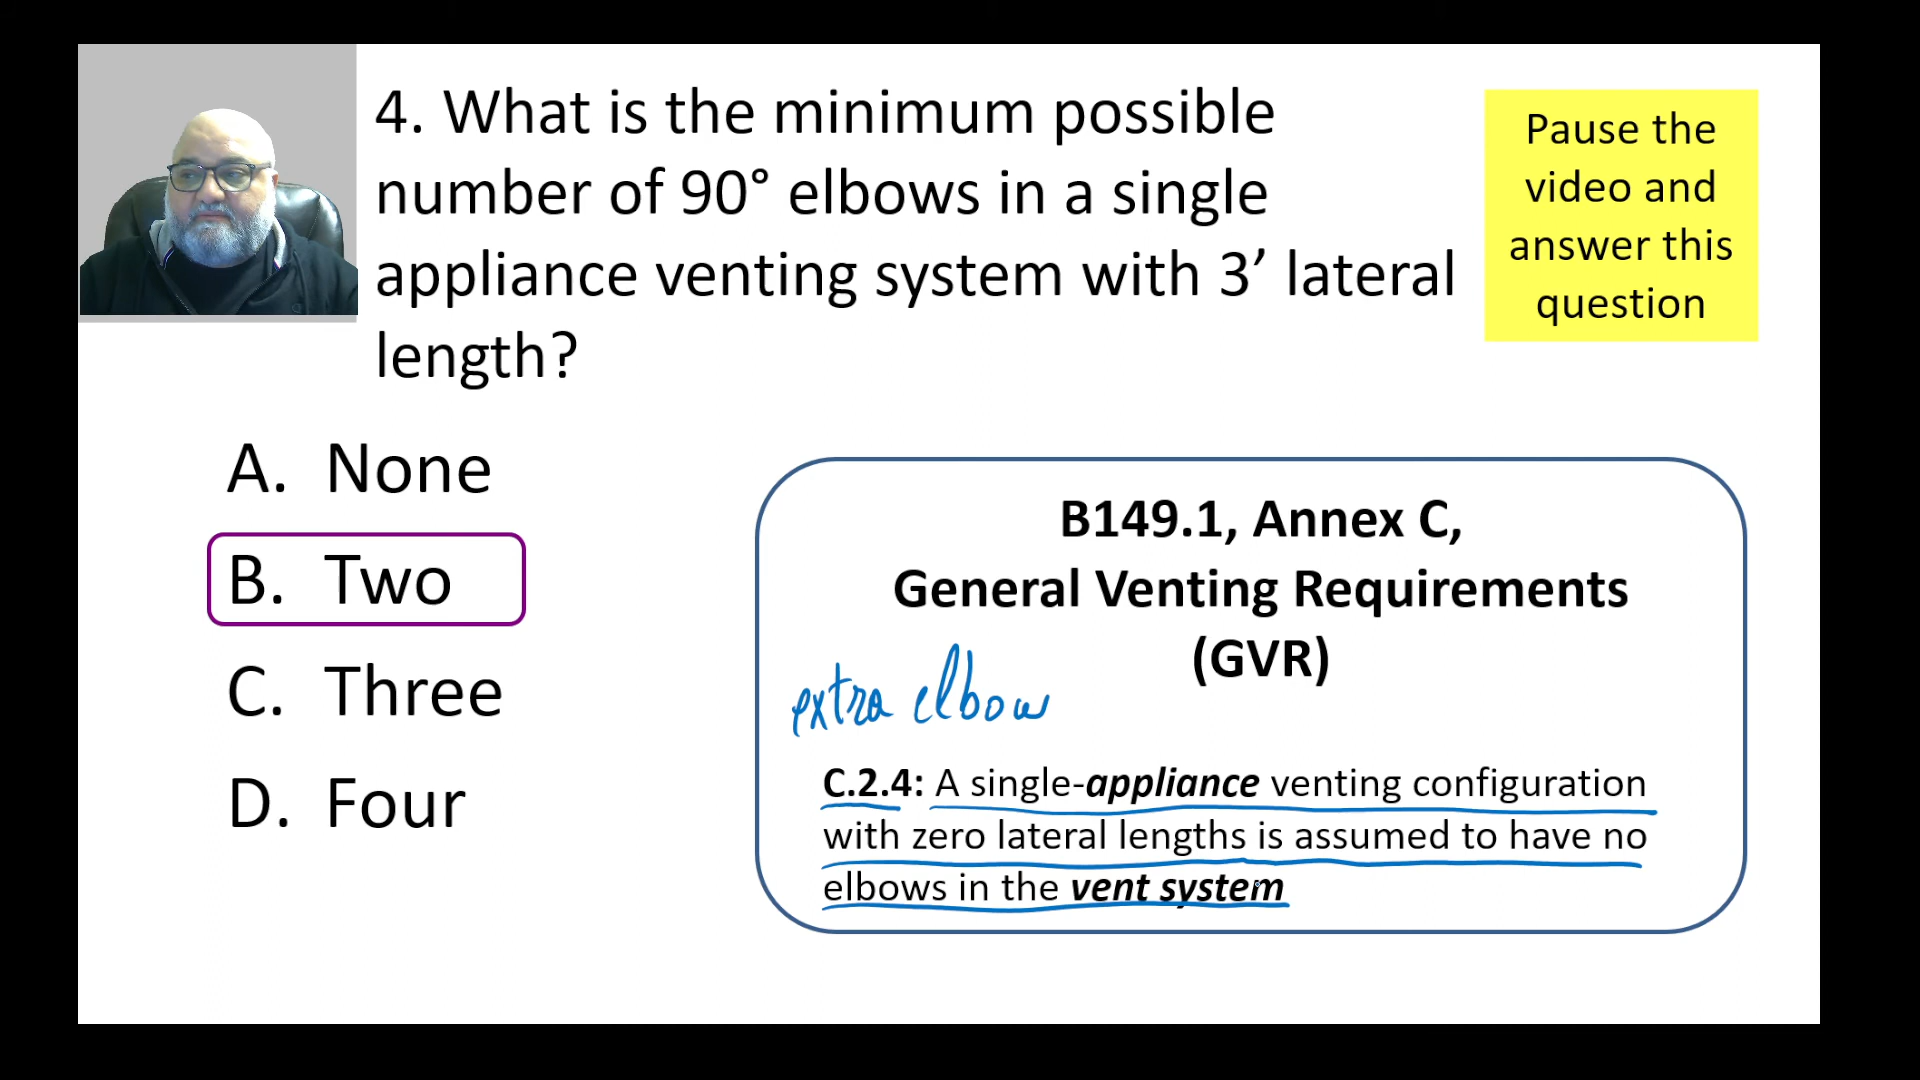 4. What is the minimum possible
number of 90° elbows in a single
appliance venting system with 3’ lateral
length?
Pause the
video and
answer this
question
A. None
B. Two
C. Three
D. Four
B149.1, Annex C,
General Venting Requirements
(GVR)
extra elbow
C.2.4: A single-appliance venting configuration
with zero lateral lengths is assumed to have no
elbows in the vent system